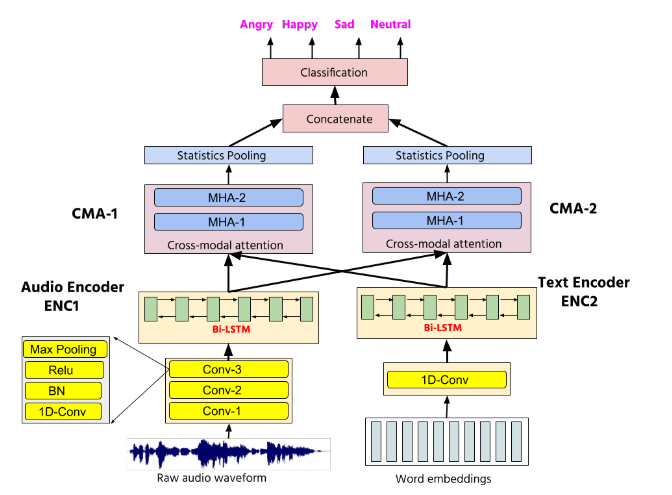 Angry Happy Sad Neutral
Classification
Concatenate
Statistics Pooling Statistics Pooling
CMA-1
MHA-2
MHA-1
Cross-modal attention
MHA-2
MHA-1
Cross-modal attention
CMA-2
Audio Encoder
ENC1
Bi-LSTM
Bi-LSTM
Text Encoder
ENC2
Max Pooling
Relu
BN
1D-Conv
Conv-3
Conv-2
Conv-1
1D-Conv
Raw audio waveform
Word embeddings